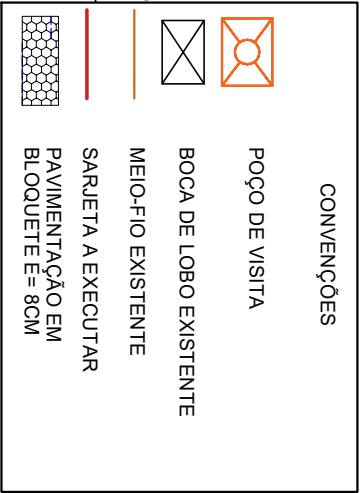 CONVENÇÕES
POÇO DE VISITA
BOCA DE LOBO EXISTENTE
MEIO-FIO EXISTENTE
SARJETA A EXECUTAR
PAVIMENTAÇÃO EM
BLOQUETE E= 8CM